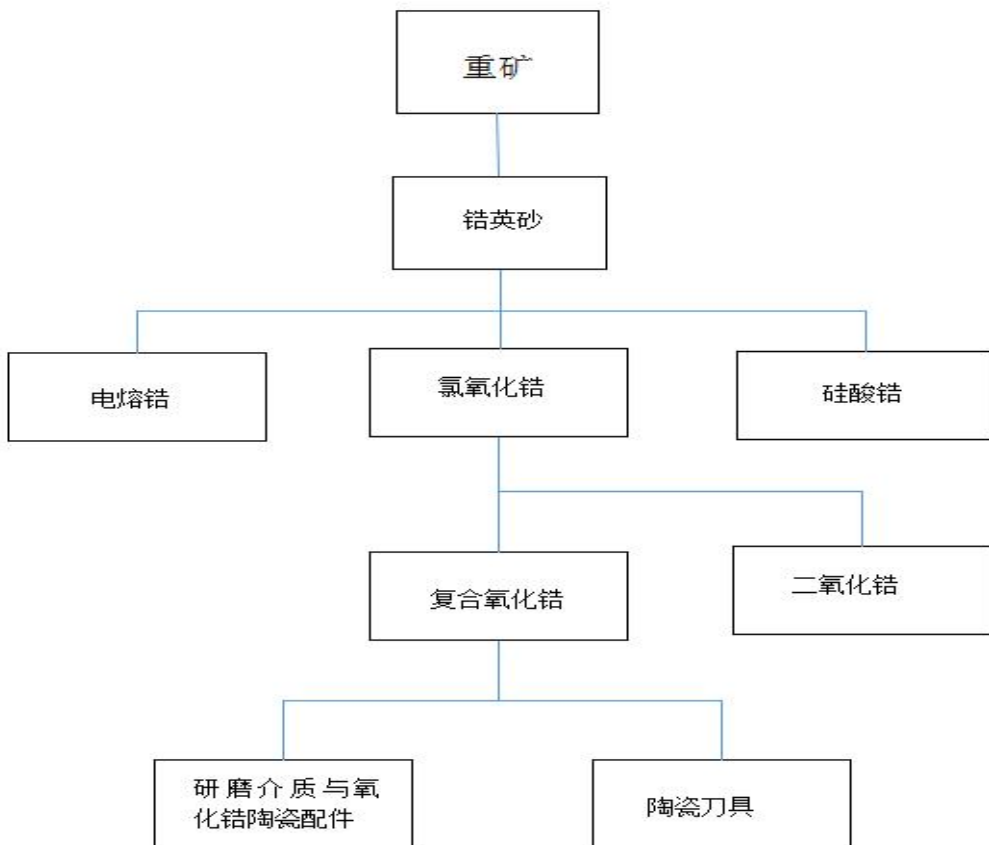 重矿
锆英砂
电熔锆
氯氧化锆
硅酸锆
复合氧化锆
二氧化锆
研磨介质与氧
化锆陶瓷配件
陶瓷刀具